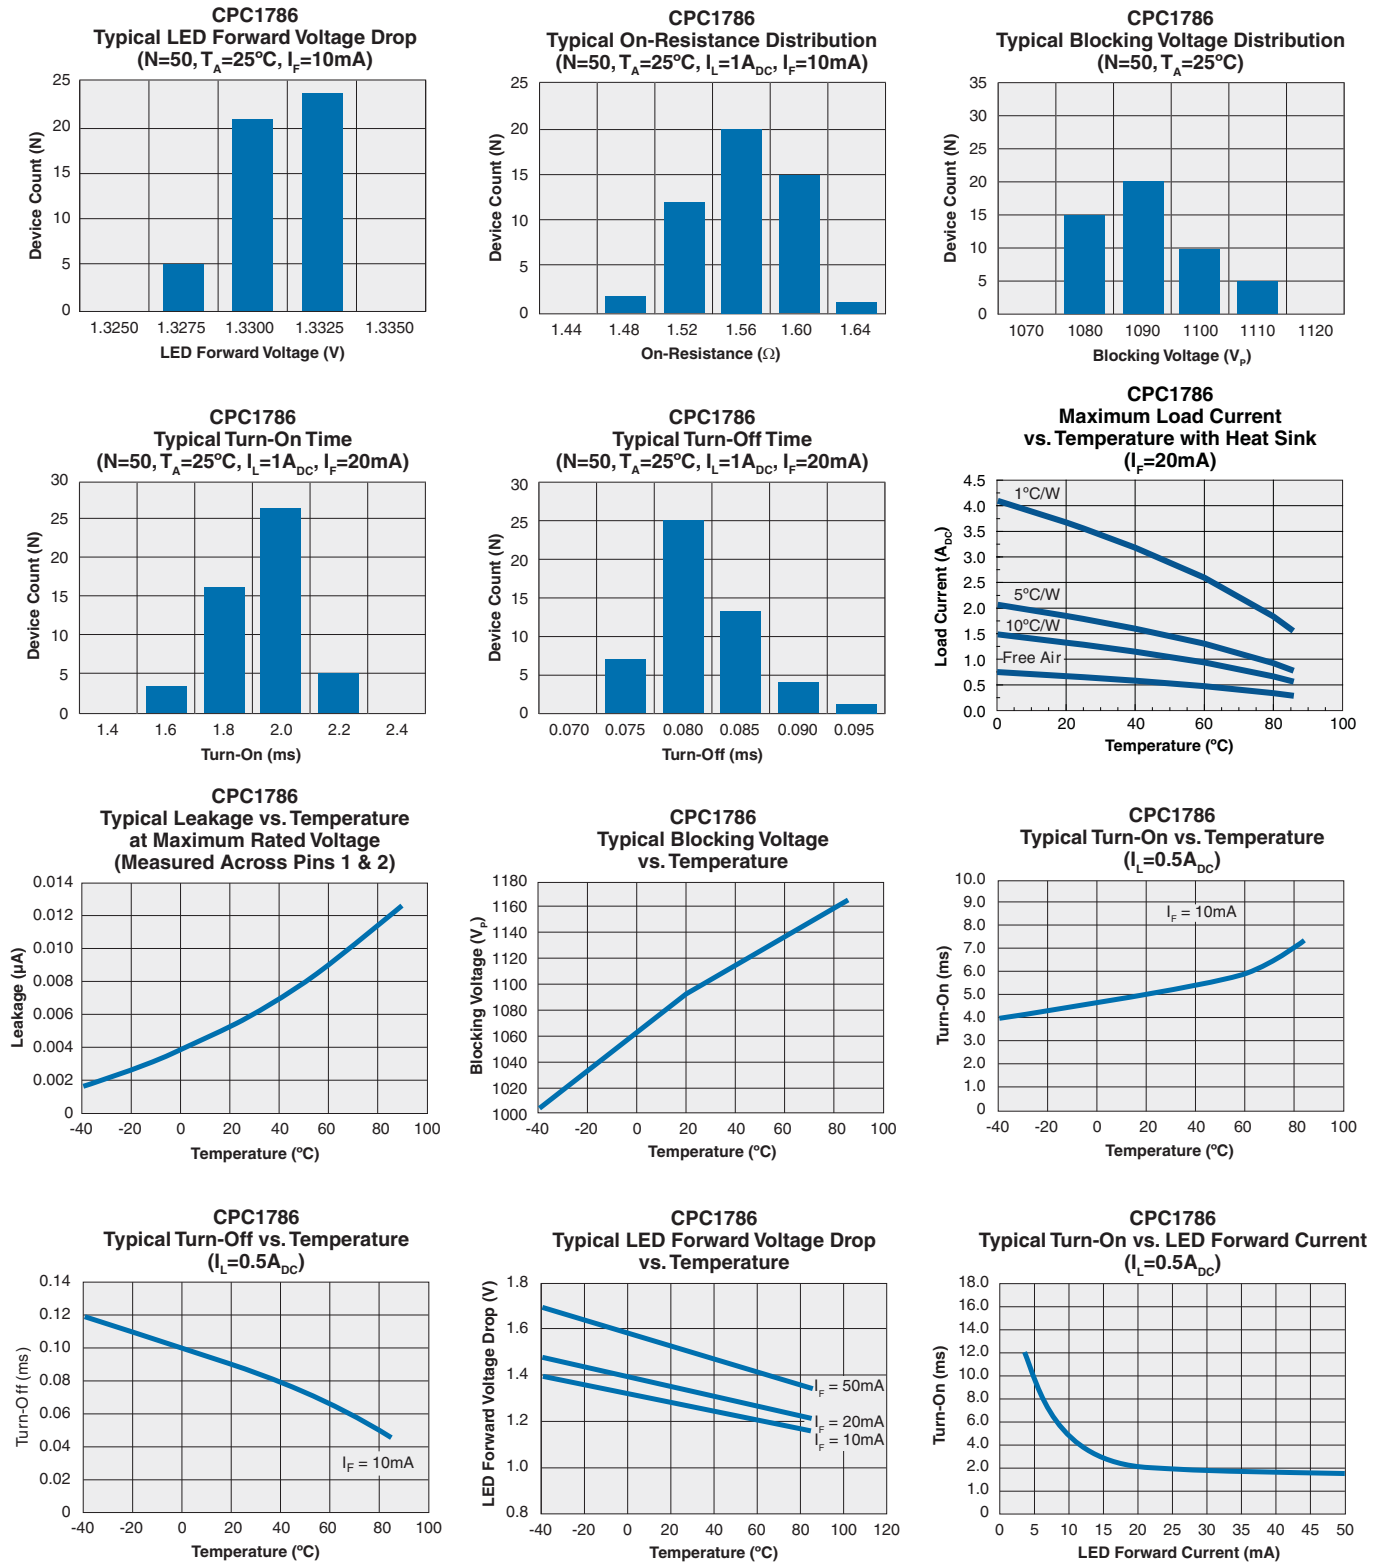 CPC1786
Typical LED Forward Voltage Drop
(N=50, TA=25ºC, IF=10mA)
25
20
15
10
5
0
Device Count (N)
1.3250 1.3275 1.3300 1.3325 1.3350
LED Forward Voltage (V)
CPC1786
Typical On-Resistance Distribution
(N=50, TA=25ºC, IL=1ADC, IF=10mA)
25
20
15
10
5
0
Device Count (N)
1.44 1.48 1.52 1.56 1.60 1.64
On-Resistance (Ω)
CPC1786
Typical Blocking Voltage Distribution
(N=50, TA=25ºC)
35
30
25
20
15
10
5
0
Device Count (N)
1070 1080 1090 1100 1110 1120
Blocking Voltage (VP)
CPC1786
Typical Turn-On Time
(N=50, TA=25ºC, IL=1ADC, IF=20mA)
30
25
20
15
10
5
0
Device Count (N)
1.4 1.6 1.8 2.0 2.2 2.4
Turn-On (ms)
CPC1786
Typical Turn-Off Time
(N=50, TA=25ºC, IL=1ADC, IF=20mA)
30
25
20
15
10
5
0
Device Count (N)
0.070 0.075 0.080 0.085 0.090 0.095
Turn-Off (ms)
CPC1786
Maximum Load Current
vs. Temperature with Heat Sink
(IF=20mA)
4.5
4.0
3.5
3.0
2.5
2.0
1.5
1.0
0.5
0.0
Load Current (ADC)
1ºC/W
5ºC/W
10ºC/W
Free Air
0 20 40 60 80 100
Temperature (ºC)
CPC1786
Typical Leakage vs. Temperature
at Maximum Rated Voltage
(Measured Across Pins 1 & 2)
0.014
0.012
0.010
0.008
0.006
0.004
0.002
0
Leakage (µA)
-40 -20 0 20 40 60 80 100
Temperature (ºC)
CPC1786
Typical Blocking Voltage
vs. Temperature
1180
1160
1140
1120
1100
1080
1060
1040
1020
1000
Blocking Voltage (VP)
-40 -20 0 20 40 60 80 100
Temperature (ºC)
CPC1786
Typical Turn-On vs. Temperature
(IL=0.5ADC)
10.0
9.0
8.0
7.0
6.0
5.0
4.0
3.0
2.0
1.0
0
Turn-On (ms)
IF = 10mA
-40 -20 0 20 40 60 80 100
Temperature (ºC)
CPC1786
Typical Turn-Off vs. Temperature
(IL=0.5ADC)
0.14
0.12
0.10
0.08
0.06
0.04
0.02
0
Turn-Off (ms)
IF = 10mA
-40 -20 0 20 40 60 80 100
Temperature (ºC)
CPC1786
Typical LED Forward Voltage Drop
vs. Temperature
1.8
1.6
1.4
1.2
1.0
0.8
LED Forward Voltage Drop (V)
IF = 50mA
IF = 20mA
IF = 10mA
-40 -20 0 20 40 60 80 100 120
Temperature (ºC)
CPC1786
Typical Turn-On vs. LED Forward Current
(IL=0.5ADC)
18.0
16.0
14.0
12.0
10.0
8.0
6.0
4.0
2.0
1.0
0
Turn-On (ms)
0 5 10 15 20 25 30 35 40 45 50
LED Forward Current (mA)